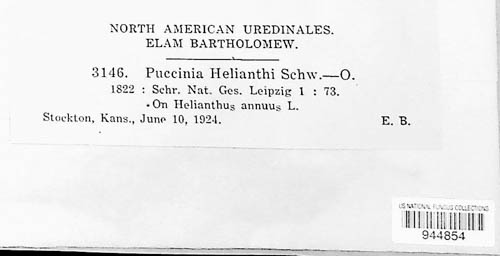 NORTH AMERICAN UREDINALES.
ELAM BARTHOLOMEW.
3146. Puccinia Helianthi Schw.—O.
1822 : Schr. Nat. Ges. Leipzig 1 : 73.
On Helianthus annuus L.
Stockton, Kans., June 10, 1924. E. B.
US NATIONAL FUNGUS COLLECTIONS
944854